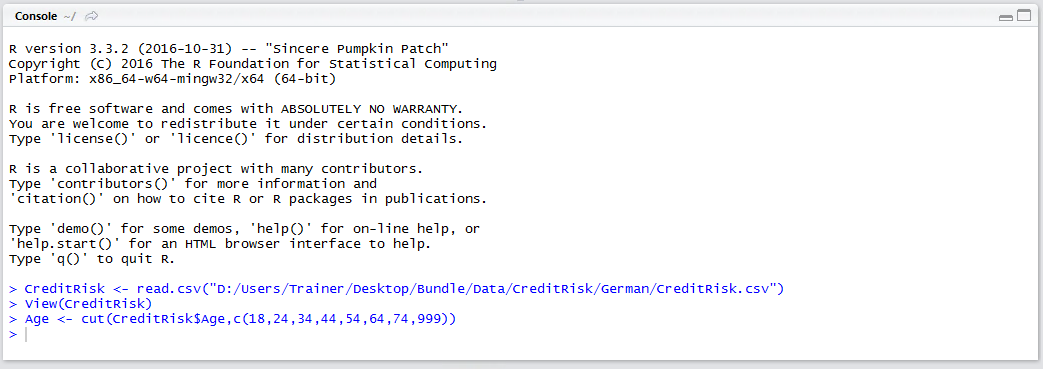 Console ~/
R version 3.3.2 (2016-10-31) -- "Sincere Pumpkin Patch"
Copyright (C) 2016 The R Foundation for Statistical Computing
Platform: x86_64-w64-mingw32/x64 (64-bit)
R is free software and comes with ABSOLUTELY NO WARRANTY.
You are welcome to redistribute it under certain conditions.
Type 'license()' or 'licence()' for distribution details.
R is a collaborative project with many contributors.
Type 'contributors()' for more information and
'citation()' on how to cite R or R packages in publications.
Type 'demo()' for some demos, 'help()' for on-line help, or
'help.start()' for an HTML browser interface to help.
Type 'q()' to quit R.
> CreditRisk <- read.csv("D:/Users/Trainer/Desktop/Bundle/Data/CreditRisk/German/CreditRisk.csv")
> View(CreditRisk)
> Age <- cut(CreditRisk$Age,c(18,24,34,44,54,64,74,999))
>